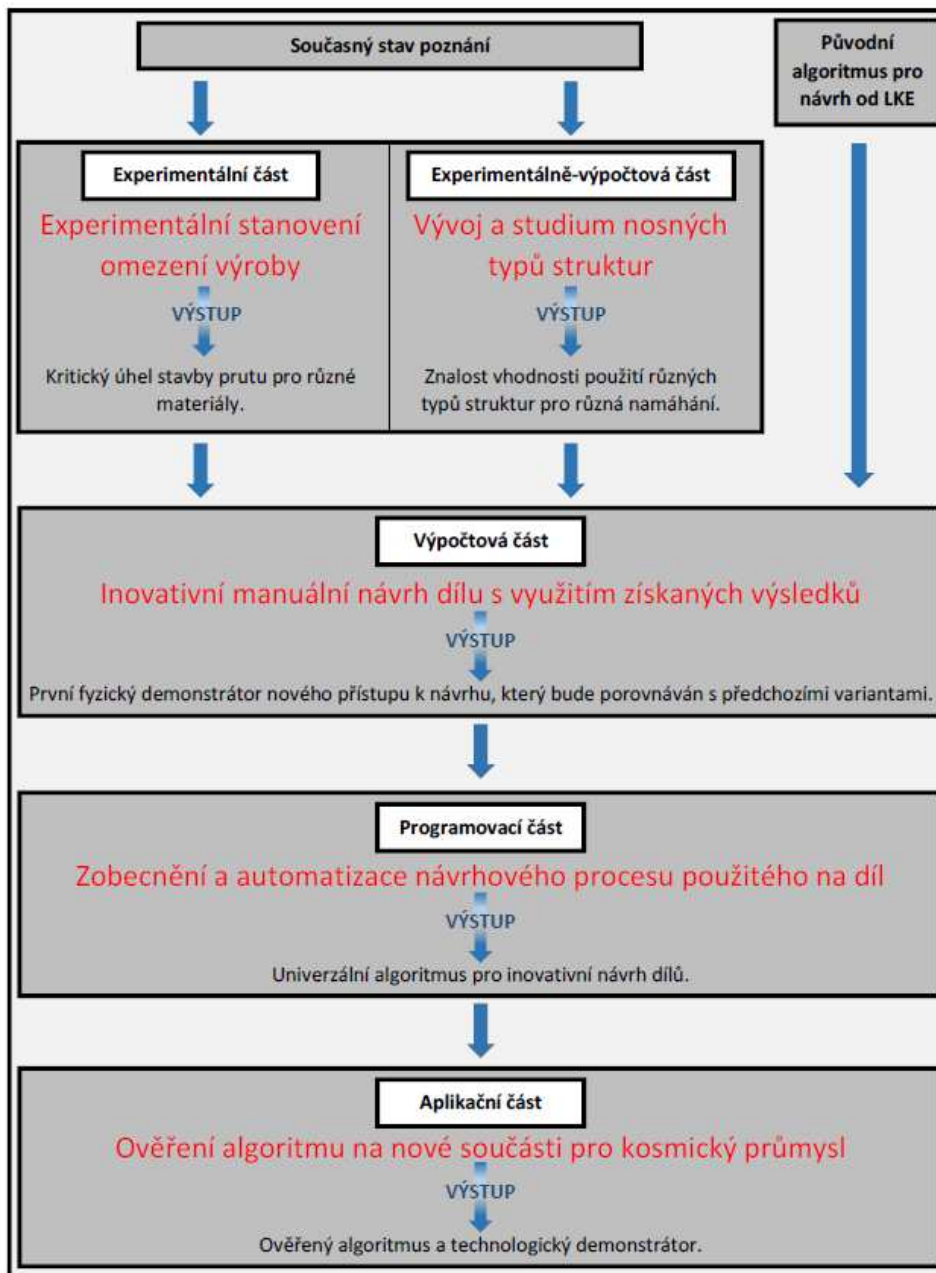 Současný stav poznání
Původní
algoritmus pro
návrh od LKE
Experimentální část
Experimentální stanovení
omezení výroby
VÝSTUP
Kritický úhel stavby prutu pro různé
materiály.
Experimentálně-výpočtová část
Vývoj a studium nosných
typů struktur
VÝSTUP
Znalost vhodnosti použití různých
typů struktur pro různá namáhání.
Výpočtová část
Inovativní manuální návrh dílu s využitím získaných výsledků
VÝSTUP
První fyzický demonstrátor nového přístupu k návrhu, který bude porovnáván s předchozími variantami.
Programovací část
Zobecnění a automatizace návrhového procesu použitého na díl
VÝSTUP
Univerzální algoritmus pro inovativní návrh dílů.
Aplikační část
Ověření algoritmu na nové součásti pro kosmický průmysl
VÝSTUP
Ověřený algoritmus a technologický demonstrátor.